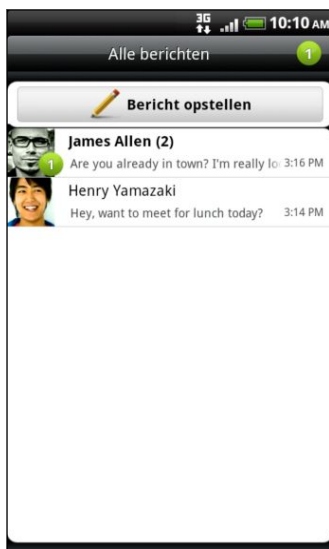 3G 10:10 AM
Alle berichten 1
Bericht opstellen
James Allen (2)
1 Are you already in town? I'm really lo 3:16 PM
Henry Yamazaki
Hey, want to meet for lunch today? 3:14 PM